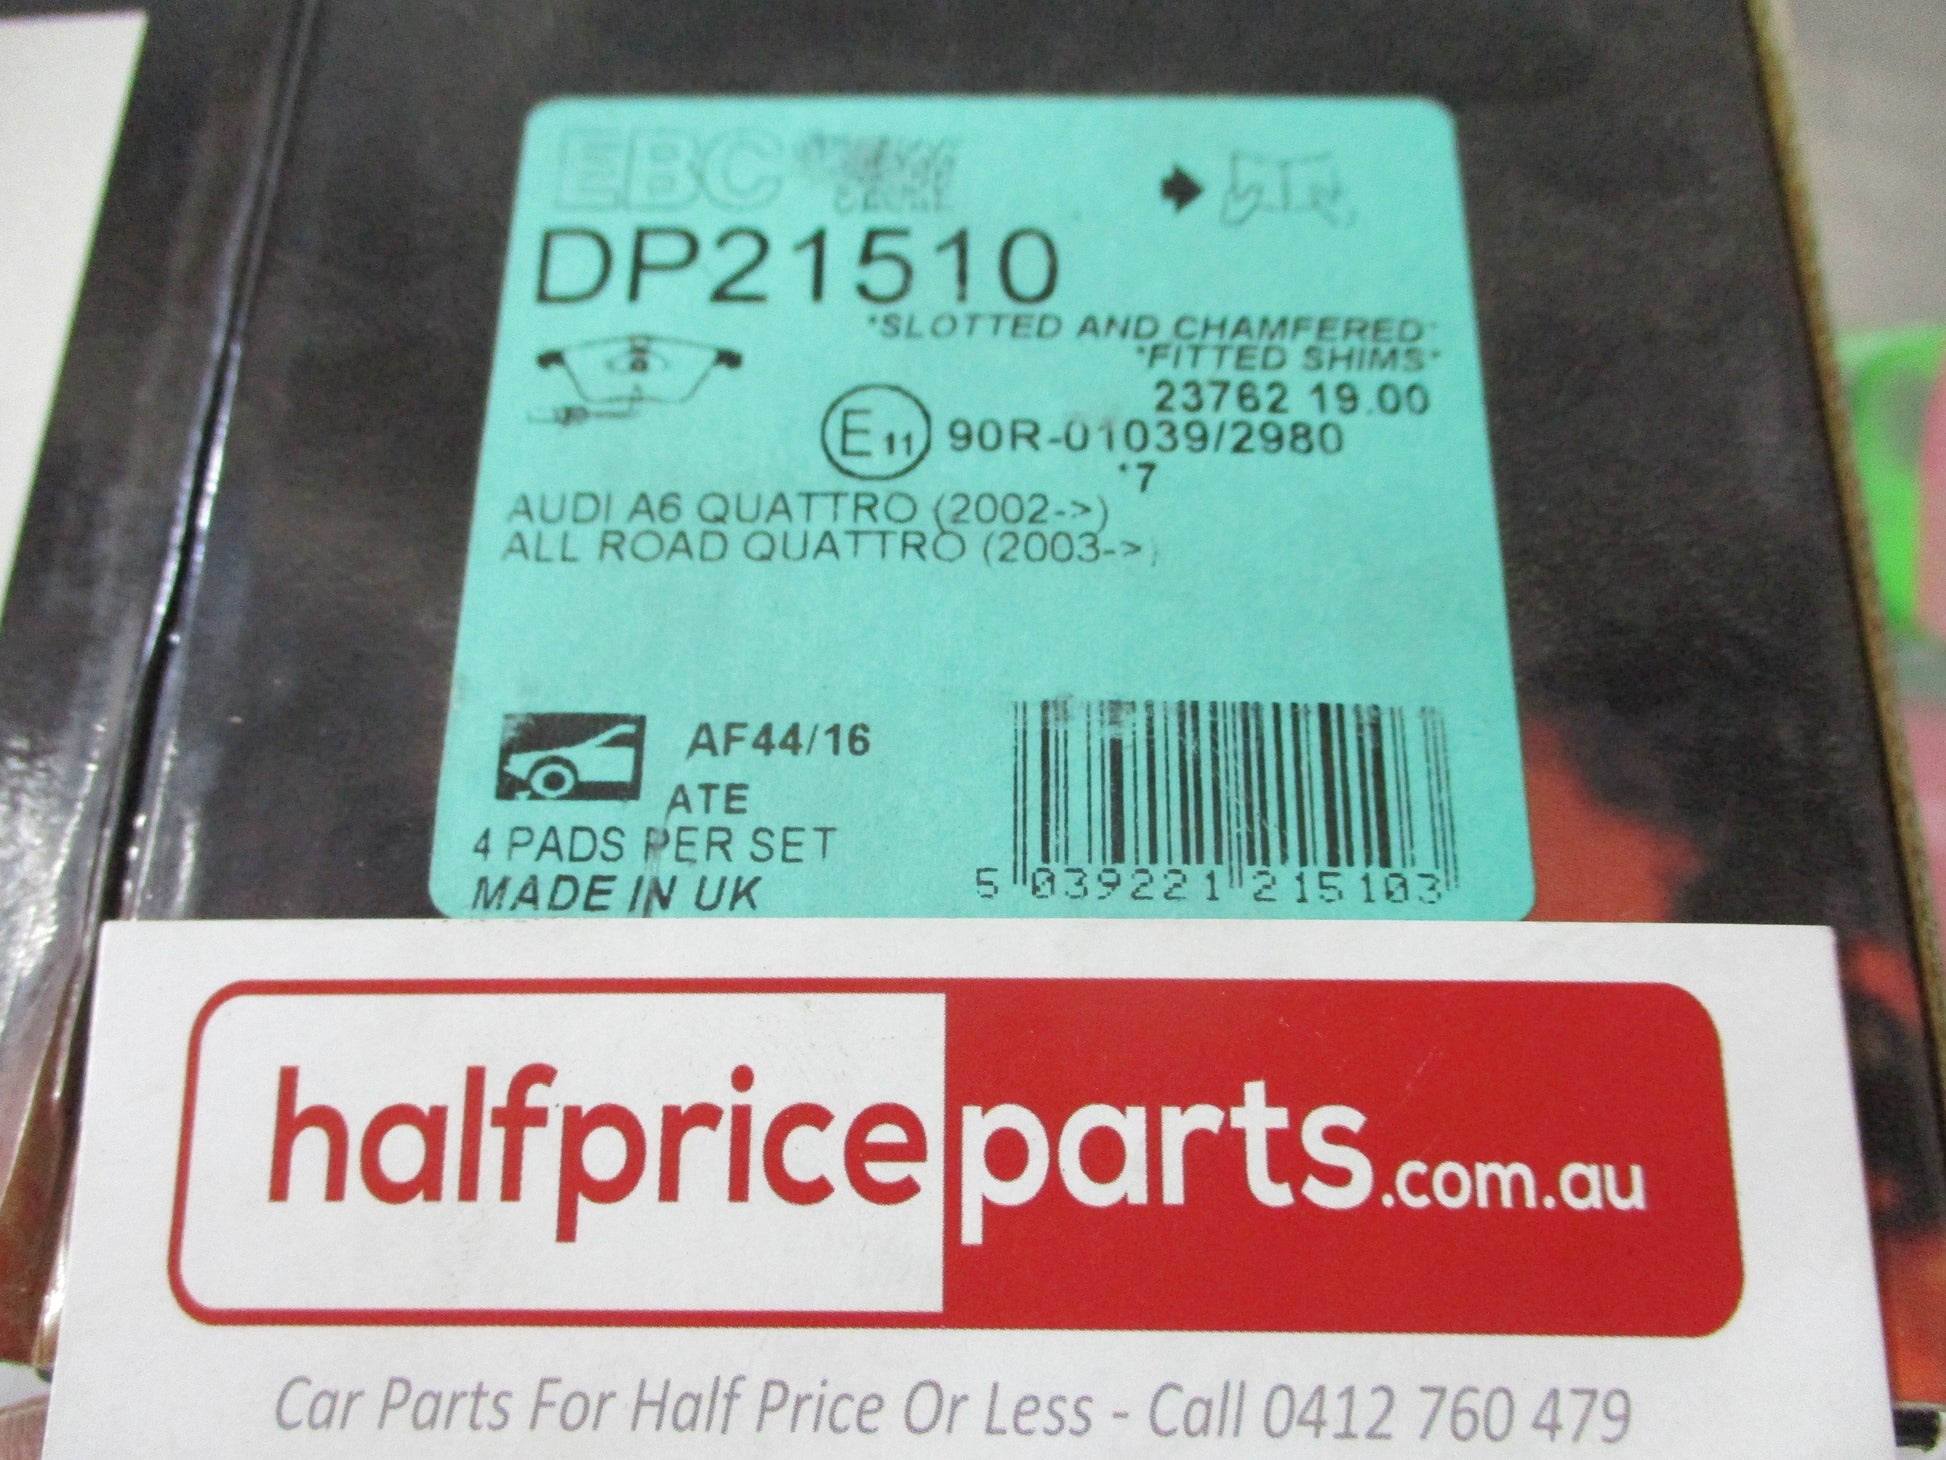 EBC
DP21510
*SLOTTED AND CHAMFERED*
*FITTED SHIMS*
23762 19.00
E11 90R-01039/2980
*7
AUDI A6 QUATTRO (2002->)
ALL ROAD QUATTRO (2003->)
AF44/16
ATE
4 PADS PER SET
MADE IN UK
5 039221 215103
halfpriceparts.com.au
Car Parts For Half Price Or Less - Call 0412 760 479